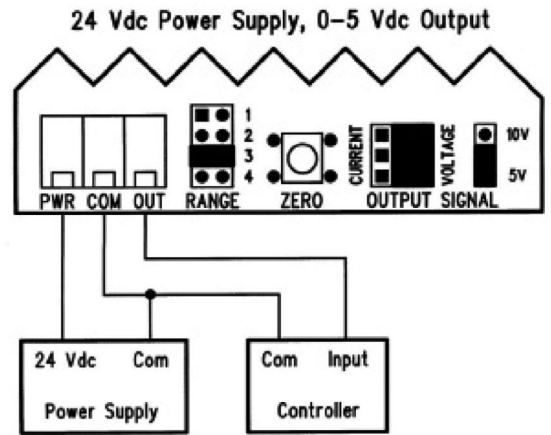 24 Vdc Power Supply, 0-5 Vdc Output
1
2
3
4
CURRENT
VOLTAGE
10V
5V
PWR COM OUT RANGE ZERO OUTPUT SIGNAL
24 Vdc Com
Power Supply
Com Input
Controller